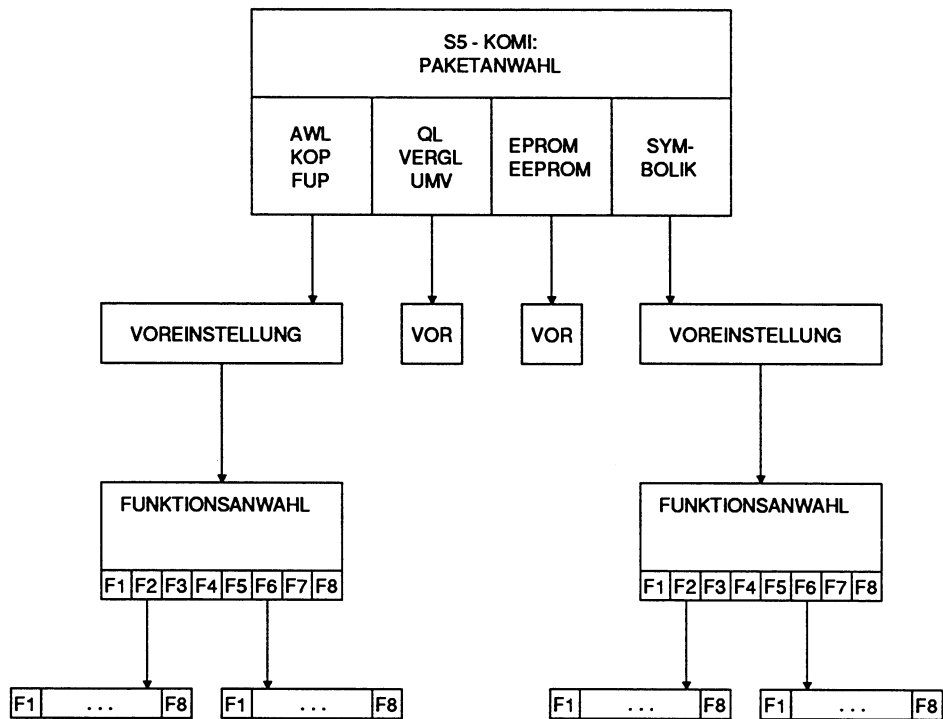 S5 - KOMI:
PAKETANWAHL
AWL
KOP
FUP
QL
VERGL
UMV
EPROM
EEPROM
SYM-
BOLIK
VOREINSTELLUNG
VOR
VOR
VOREINSTELLUNG
FUNKTIONSANWAHL
F1 F2 F3 F4 F5 F6 F7 F8
FUNKTIONSANWAHL
F1 F2 F3 F4 F5 F6 F7 F8
F1 . . . F8
F1 . . . F8
F1 . . . F8
F1 . . . F8